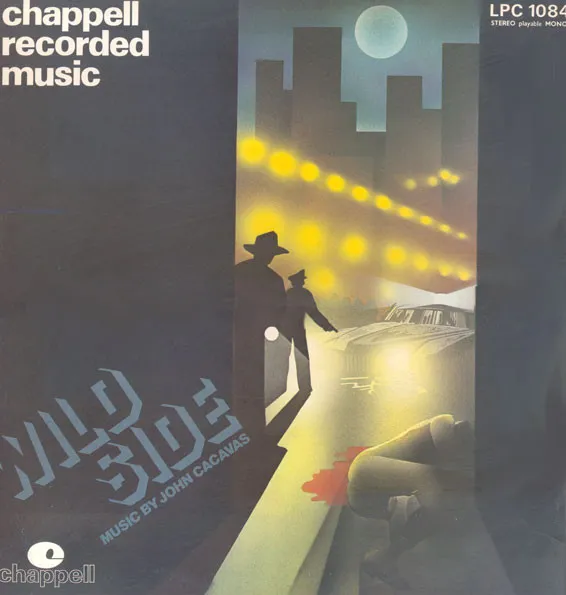 chappell
recorded
music
LPC 1084
STEREO playable MONO
WILD
SIDE
MUSIC BY JOHN CACAVAS
c
chappell